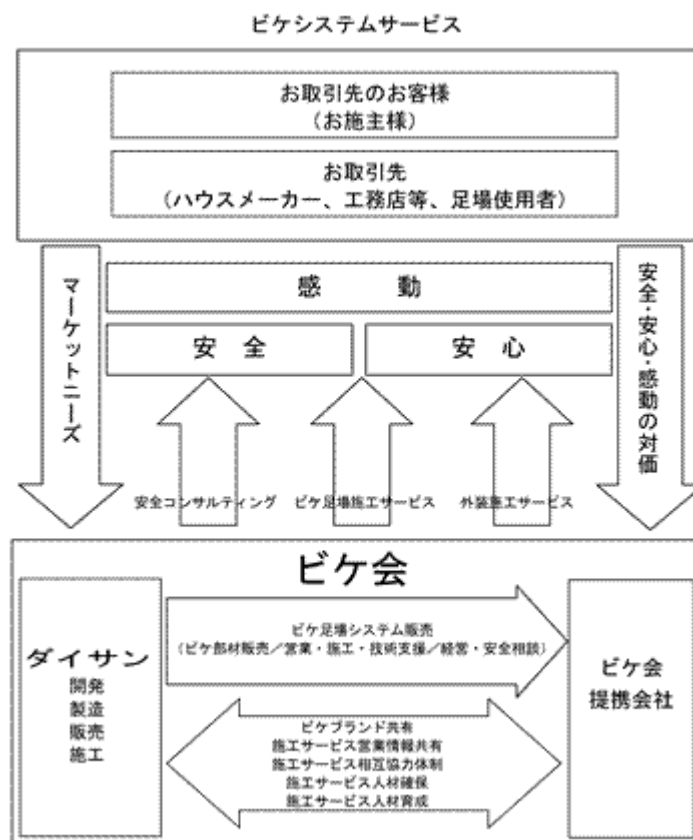 ビケシステムサービス
お取引先のお客様
（お施主様）
お取引先
（ハウスメーカー、工務店等、足場使用者）
マーケットニーズ
感　動
安　全
安　心
安全・安心・感動の対価
安全コンサルティング
ビケ足場施工サービス
外装施工サービス
ビケ会
ダイサン
開発
製造
販売
施工
ビケ足場システム販売
（ビケ部材販売／営業・施工・技術支援／経営・安全相談）
ビケブランド共有
施工サービス営業情報共有
施工サービス相互協力体制
施工サービス人材確保
施工サービス人材育成
ビケ会
提携会社